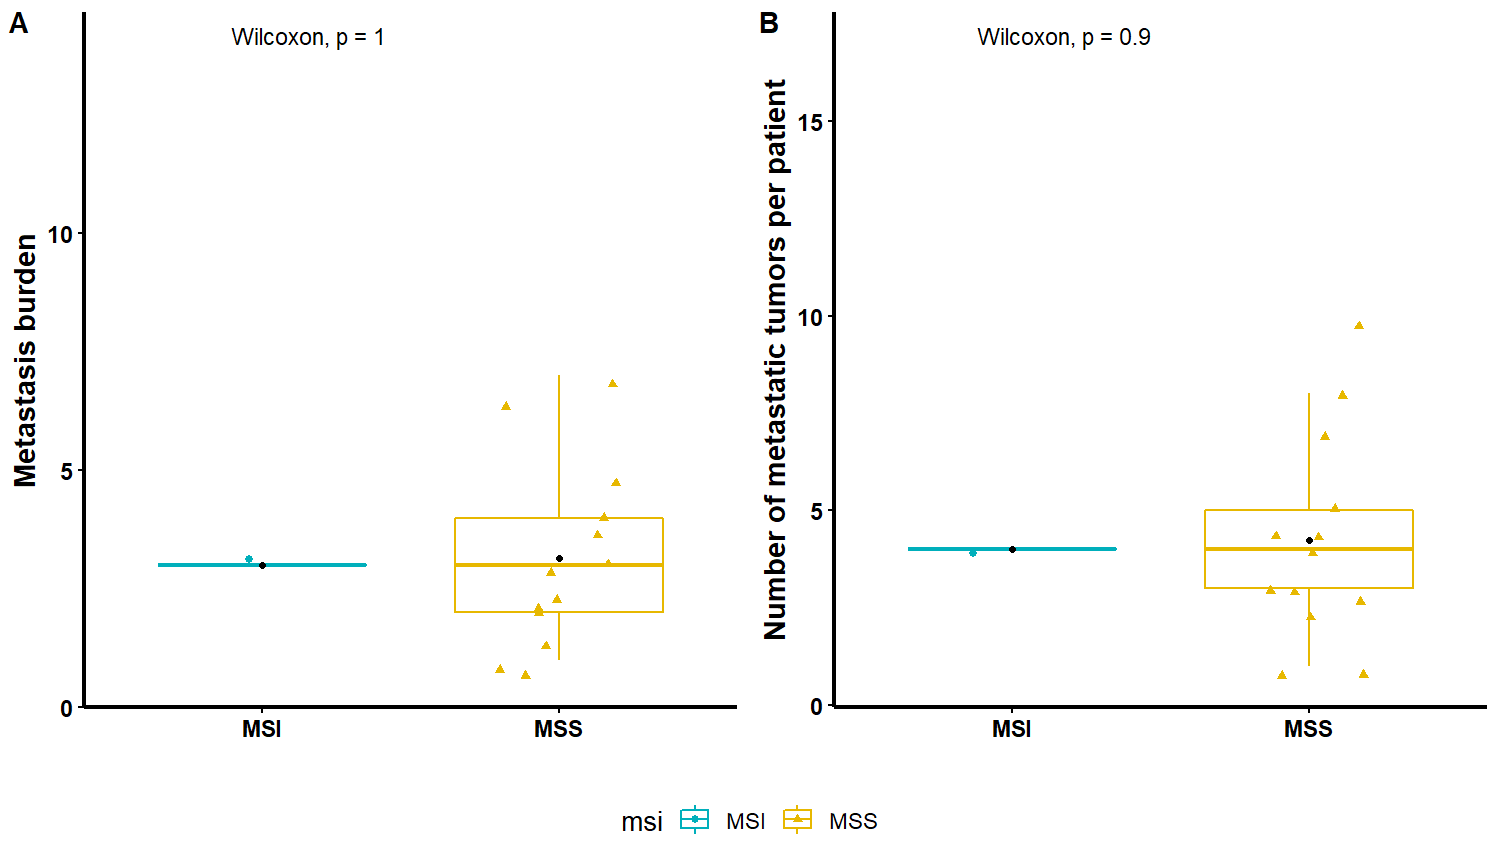 A
Wilcoxon, p = 1
Metastasis burden
10
5
0
MSI
MSS
B
Wilcoxon, p = 0.9
Number of metastatic tumors per patient
15
10
5
0
MSI
MSS
msi MSI MSS